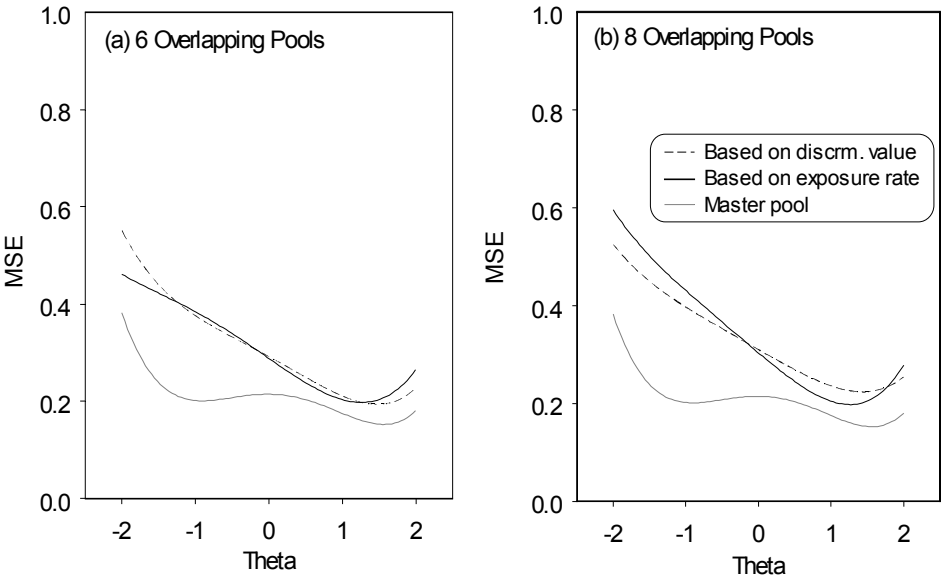 (a) 6 Overlapping Pools
1.0
0.8
0.6
0.4
0.2
0.0
MSE
-2 -1 0 1 2
Theta
(b) 8 Overlapping Pools
1.0
0.8
0.6
0.4
0.2
0.0
MSE
Based on discrm. value
Based on exposure rate
Master pool
-2 -1 0 1 2
Theta